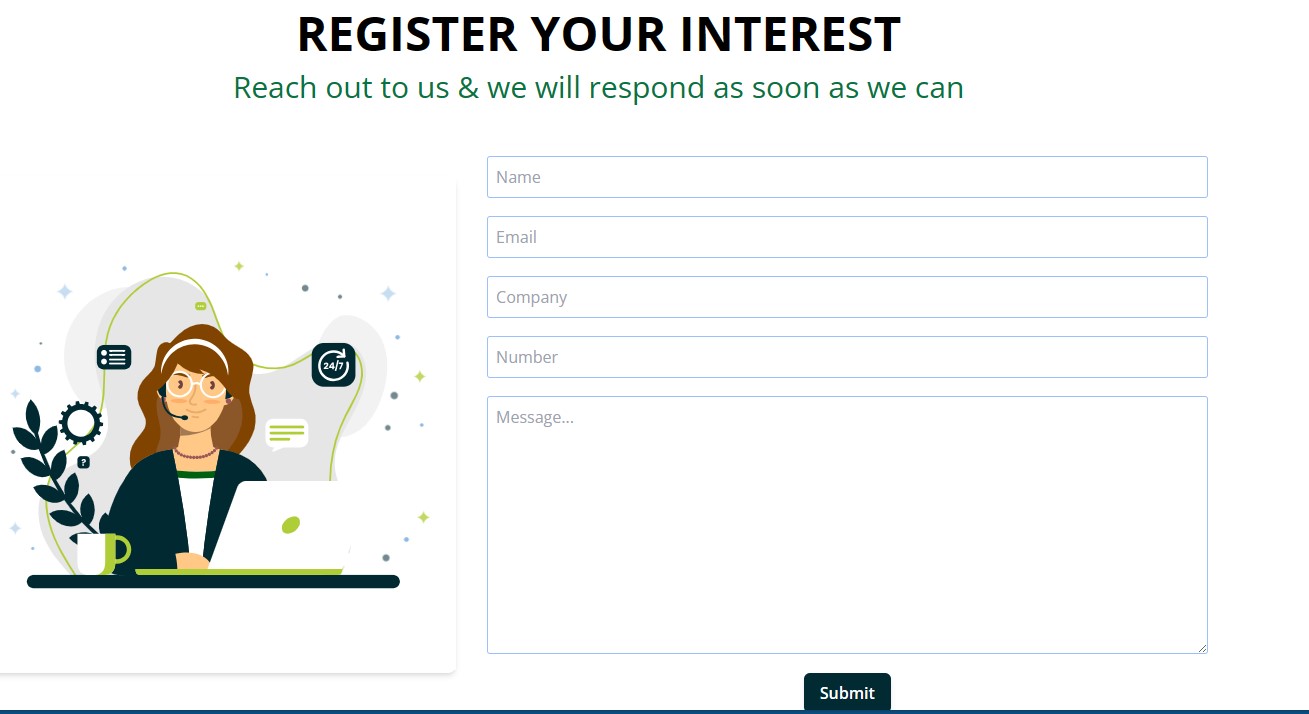 REGISTER YOUR INTEREST
Reach out to us & we will respond as soon as we can
Name
Email
Company
Number
Message...
24/7
?
Submit